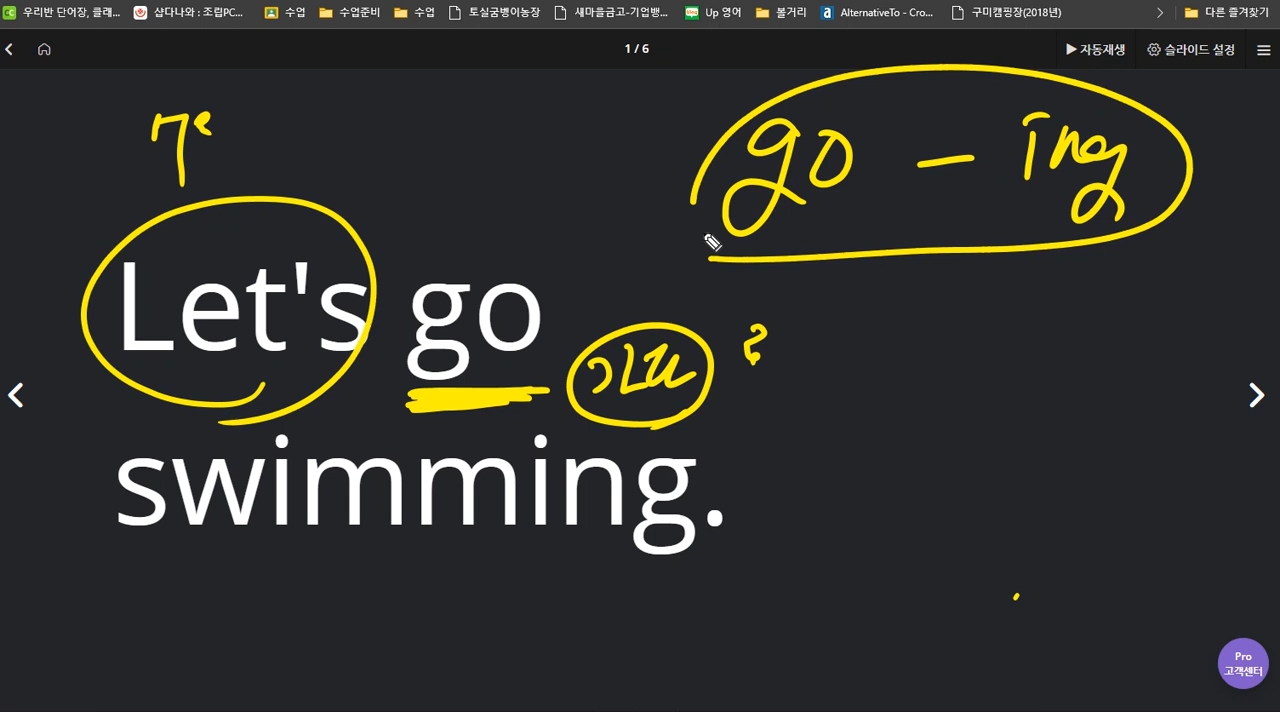 우리반 단어장, 클래... 샵다나와 : 조립PC... 수업 수업준비 수업 토실굼벵이농장 새마을금고-기업뱅... Up 영어 볼거리 AlternativeTo - Cro... 구미캠핑장(2018년) 다른 즐겨찾기
1 / 6 자동재생 슬라이드 설정
go - ing
Let's go
swimming.
Pro
고객센터